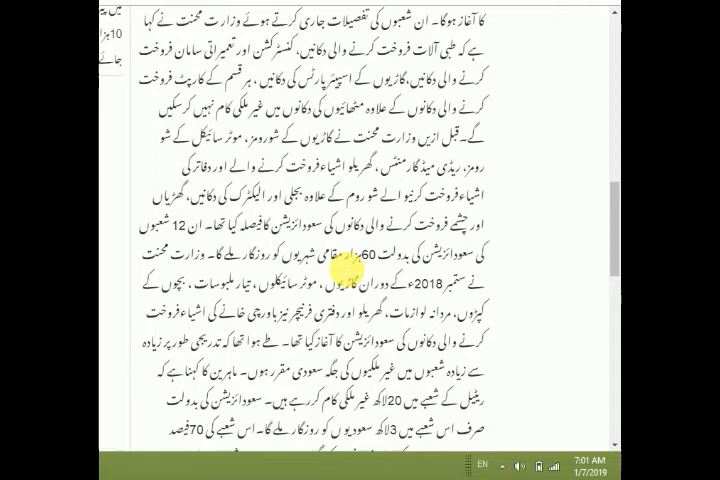 میں پید
10ہزا
جائے
کا آغاز ہوگا۔ ان شعبوں کی تفصیلات جاری کرتے ہوئے وزارت محنت نے کہا
ہے کہ طبی آلات فروخت کرنے والی دکانیں، کنسٹرکشن اور تعمیراتی سامان فروخت
کرنے والی دکانیں، گاڑیوں کے اسپیئر پارٹس کی دکانیں ، ہر قسم کے کارپٹ فروخت
کرنے والی دکانوں کے علاوہ مٹھائیوں کی دکانوں میں غیر ملکی کام نہیں کرسکیں
گے۔ قبل ازیں وزارت محنت نے گاڑیوں کے شورومز ، موٹر سائیکل کے شو
رومز، ریڈی میڈ گارمنٹس ، گھریلو اشیاء فروخت کرنے والے اور دفاتر کی
اشیاء فروخت کرنیوالے شو روم کے علاوہ بجلی اور الیکٹرک کی دکانیں، گھڑیاں
اور چشمے فروخت کرنے والی دکانوں کی سعودائزیشن کا فیصلہ کیا تھا۔ ان 12 شعبوں
کی سعودائزیشن کی بدولت 60ہزار مقامی شہریوں کو روزگار ملے گا۔ وزارت محنت
نے ستمبر 2018ء کے دوران گاڑیوں ، موٹر سائیکلوں ، تیار ملبوسات ، بچوں کے
کپڑوں، مردانہ لوازمات، گھریلو اور دفتری فرنیچر نیز باورچی خانے کی اشیاء فروخت
کرنے والی دکانوں کی سعودائزیشن کا آغاز کیا تھا۔ طے ہوا تھا کہ تدریجی طور پر زیادہ
سے زیادہ شعبوں میں غیر ملکیوں کی جگہ سعودی مقرر ہوں۔ ماہرین کا کہنا ہے کہ
ریٹیل کے شعبے میں 20لاکھ غیر ملکی کام کررہے ہیں۔ سعودائزیشن کی بدولت
صرف اس شعبے میں 3لاکھ سعودیوں کو روزگار ملے گا۔ اس شعبے کی 70فیصد
EN
7:01 AM
1/7/2019